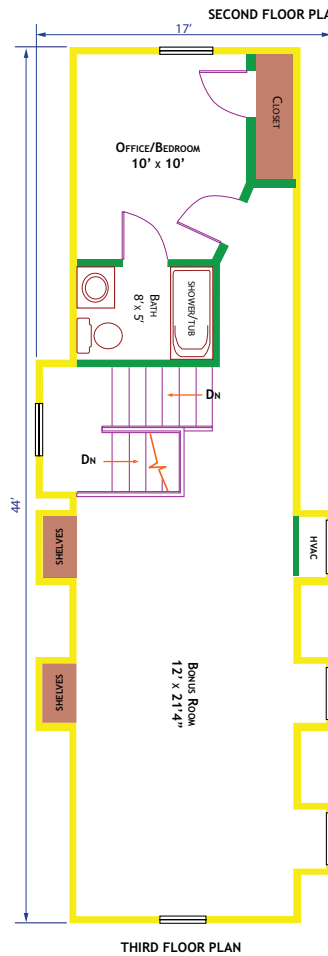 SECOND FLOOR PLA
17'
CLOSET
OFFICE/BEDROOM
10' x 10'
BATH
8' x 5'
SHOWER/TUB
DN
DN
44'
SHELVES
HVAC
SHELVES
BONUS ROOM
12' x 21'4"
THIRD FLOOR PLAN